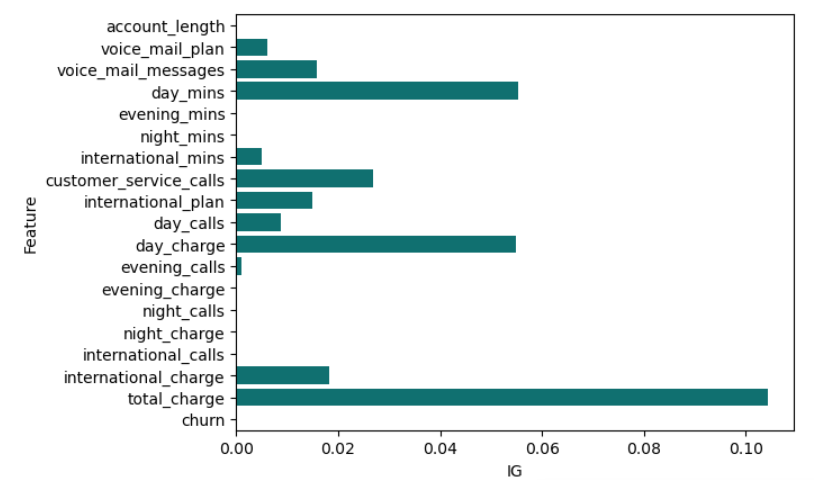 Feature
account_length
voice_mail_plan
voice_mail_messages
day_mins
evening_mins
night_mins
international_mins
customer_service_calls
international_plan
day_calls
day_charge
evening_calls
evening_charge
night_calls
night_charge
international_calls
international_charge
total_charge
churn
0.00 0.02 0.04 0.06 0.08 0.10
IG